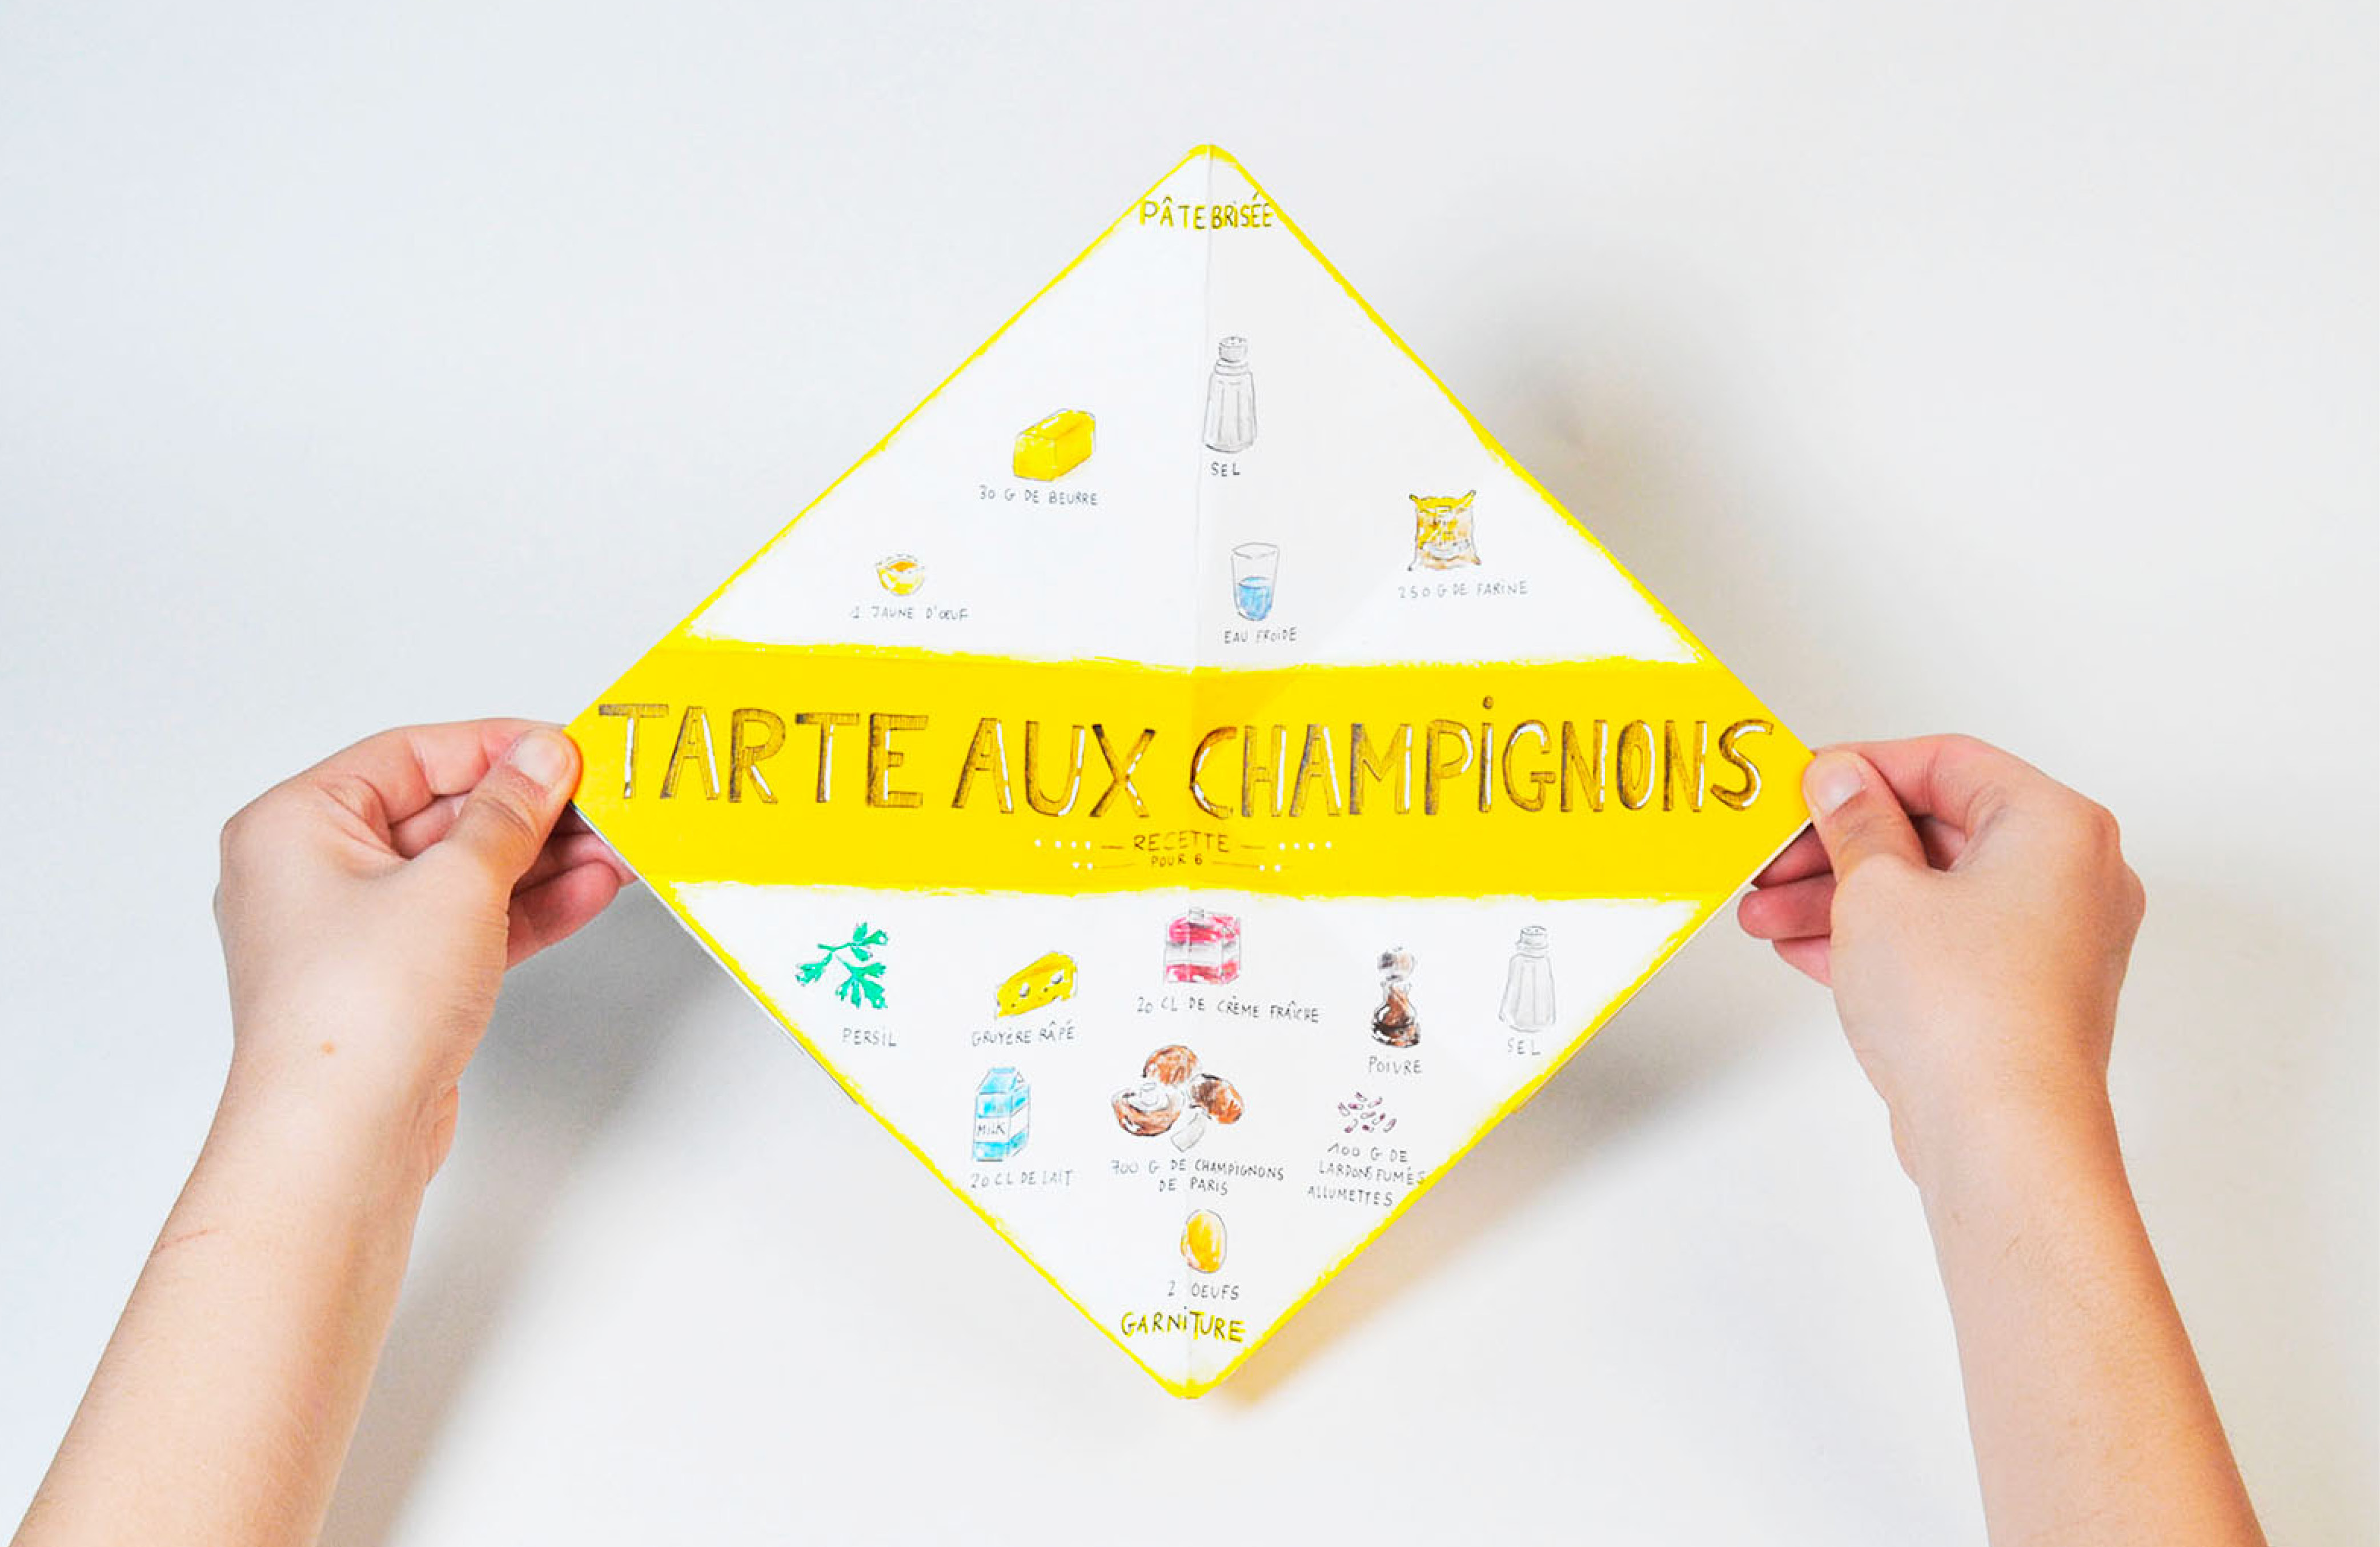 PÂTE BRISÉE
SEL
30 G DE BEURRE
250 G DE FARINE
1 JAUNE D'ŒUF
EAU FROIDE
TARTE AUX CHAMPIGNONS
RECETTE
POUR 6
PERSIL
GRUYÈRE RÂPÉ
20 CL DE CRÈME FRAÎCHE
POIVRE
SEL
MILK
20 CL DE LAIT
700 G DE CHAMPIGNONS
DE PARIS
100 G DE
LARDONS FUMÉS
ALLUMETTES
2 OEUFS
GARNITURE